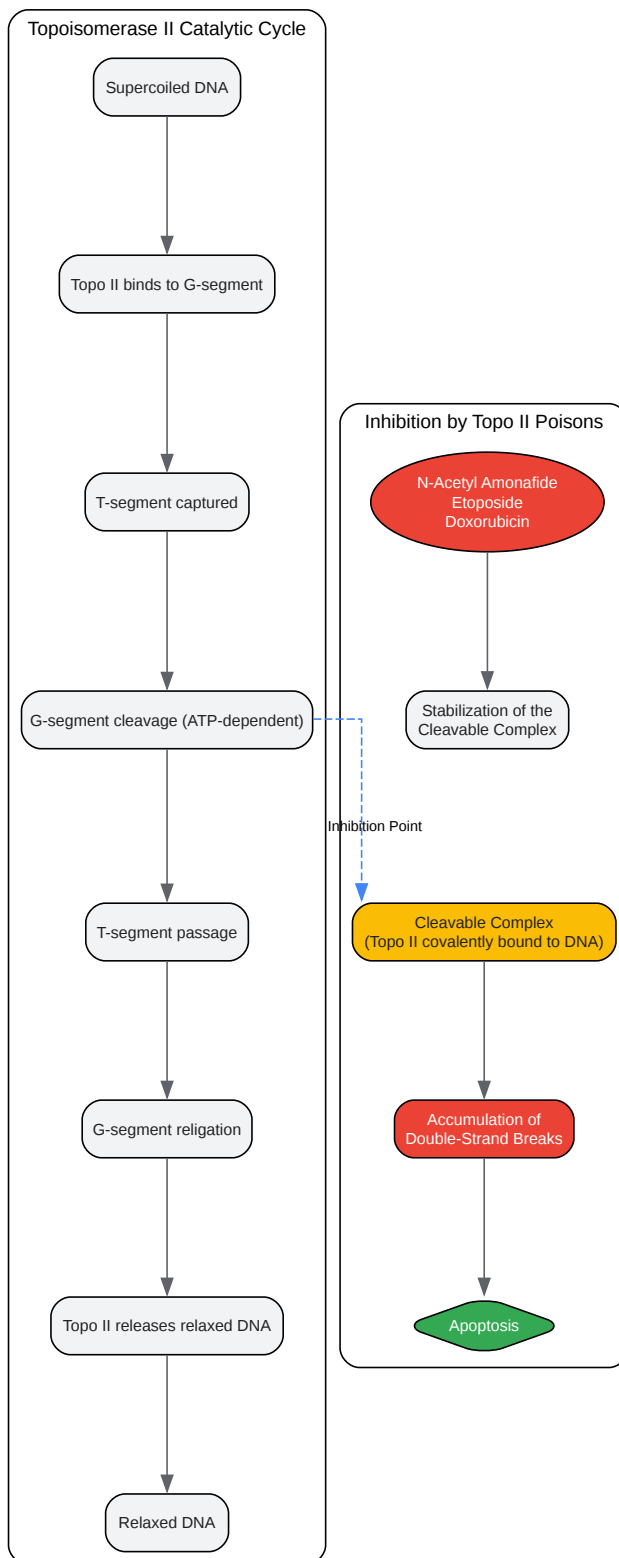 Topoisomerase II Catalytic Cycle
Supercoiled DNA
Topo II binds to G-segment
T-segment captured
G-segment cleavage (ATP-dependent)
T-segment passage
G-segment religation
Topo II releases relaxed DNA
Relaxed DNA
Inhibition by Topo II Poisons
N-Acetyl Amonafide
Etoposide
Doxorubicin
Stabilization of the
Cleavable Complex
Inhibition Point
Cleavable Complex
(Topo II covalently bound to DNA)
Accumulation of
Double-Strand Breaks
Apoptosis